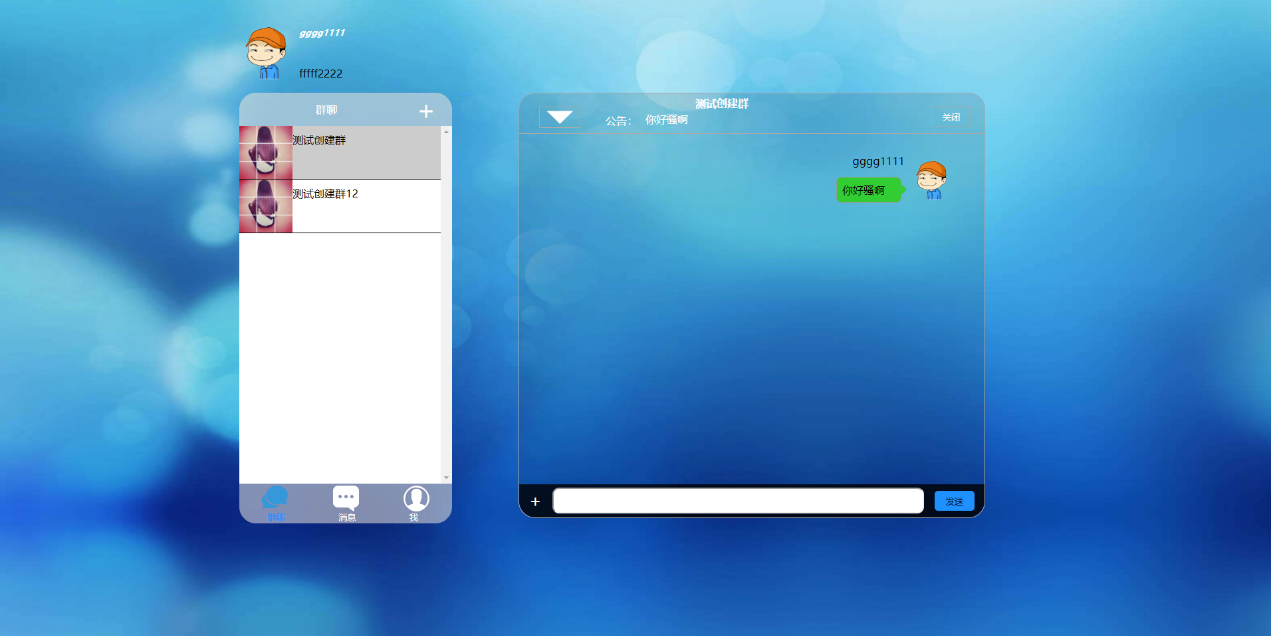 gggg1111
fffff2222
群聊
测试创建群
测试创建群12
群聊
消息
我
测试创建群
公告： 你好骚啊
关闭
gggg1111
你好骚啊
发送